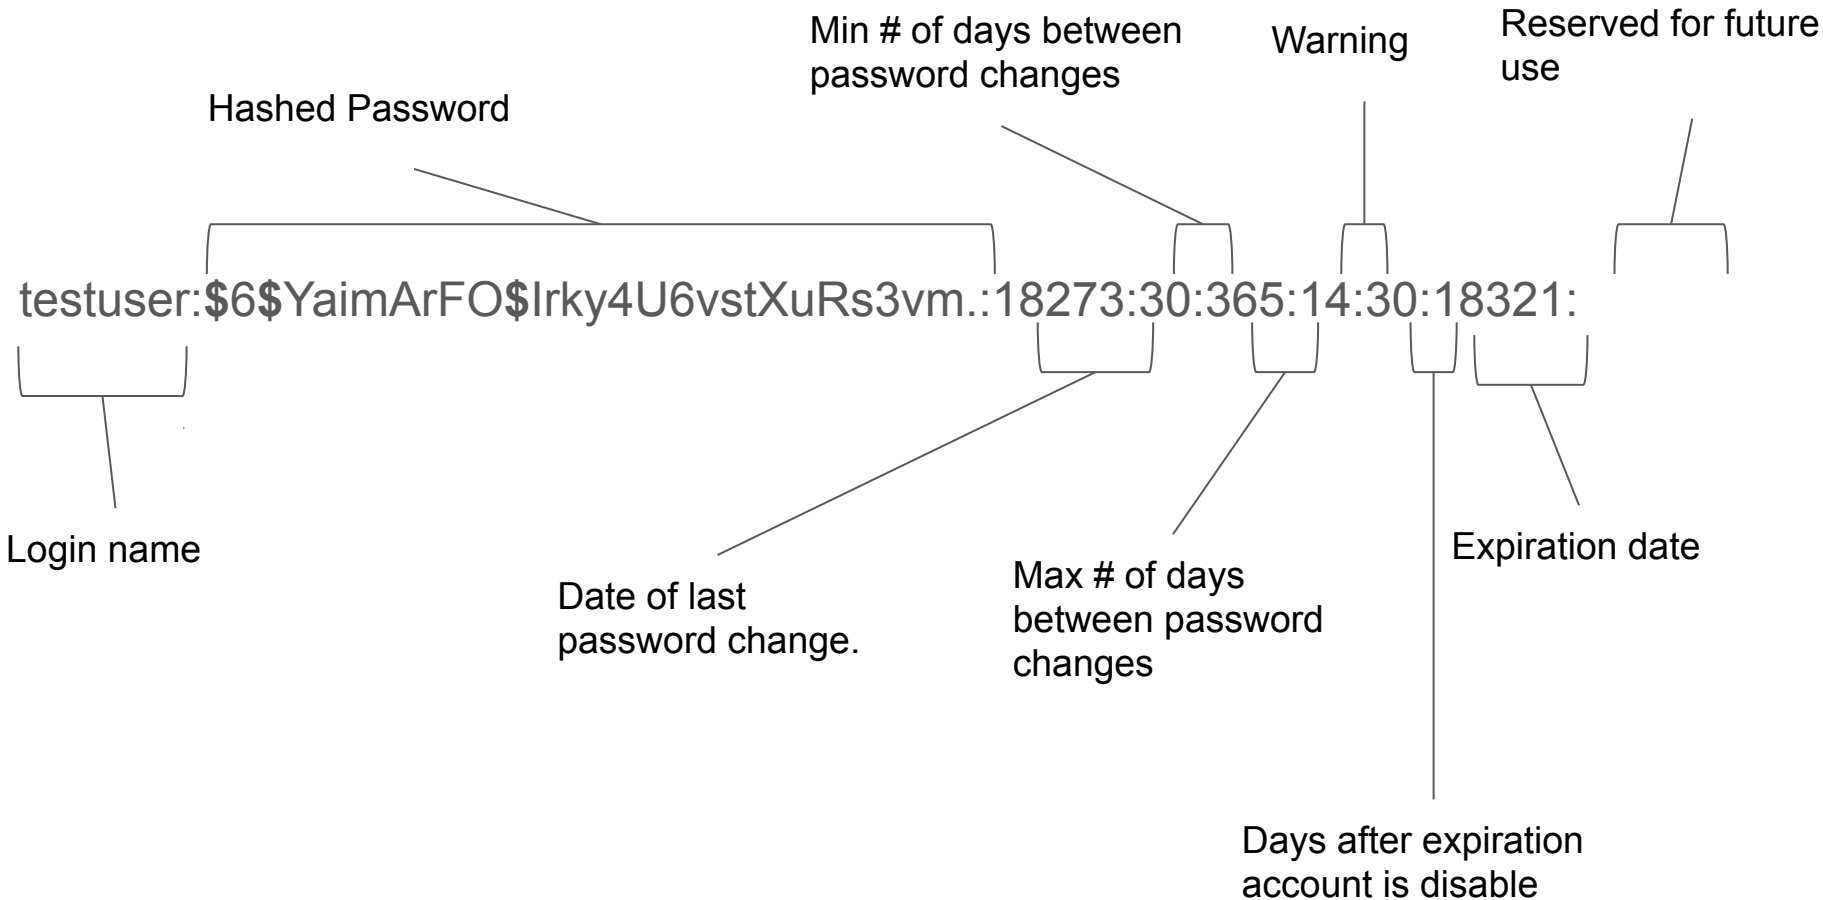 Min # of days between
password changes
Warning
Reserved for future
use
Hashed Password
testuser:$6$YaimArFO$Irky4U6vstXuRs3vm.:18273:30:365:14:30:18321:
Login name
Date of last
password change.
Max # of days
between password
changes
Expiration date
Days after expiration
account is disable